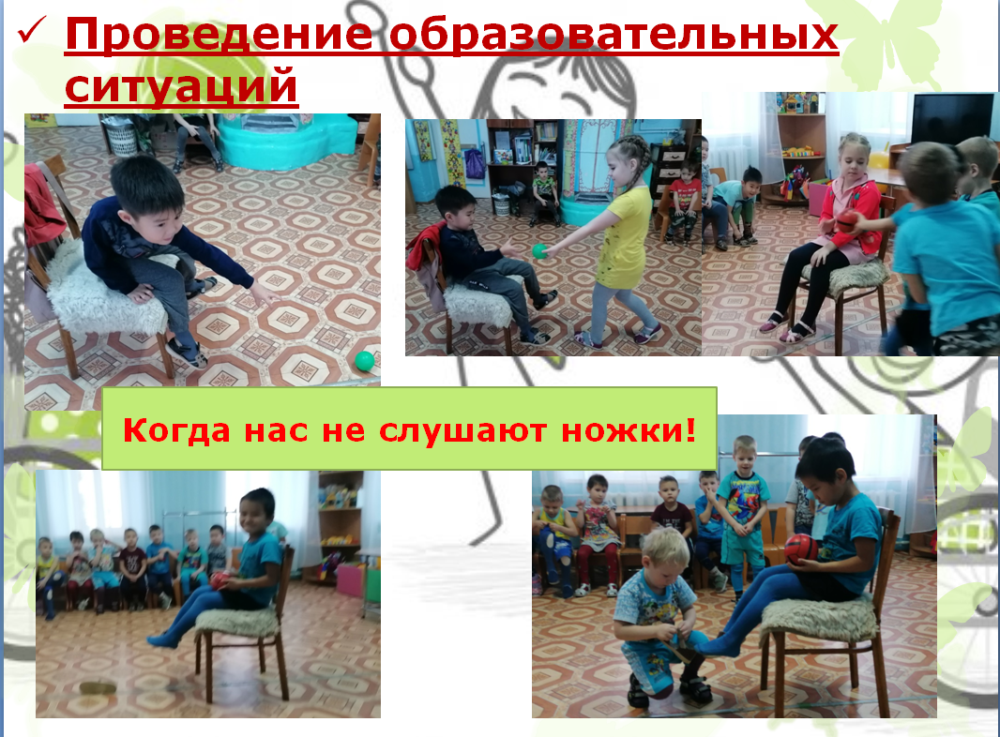 ✓ Проведение образовательных
ситуаций
Когда нас не слушают ножки!